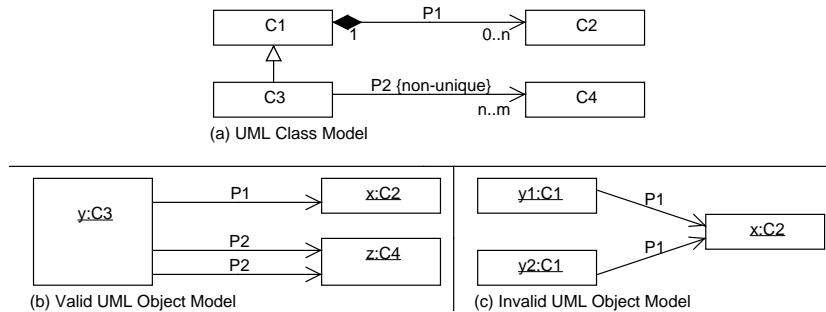 C1
P1
1
0..n
C2
C3
P2 {non-unique}
n..m
C4
(a) UML Class Model
y:C3
P1
x:C2
P2
P2
z:C4
(b) Valid UML Object Model
y1:C1
P1
x:C2
P1
y2:C1
(c) Invalid UML Object Model